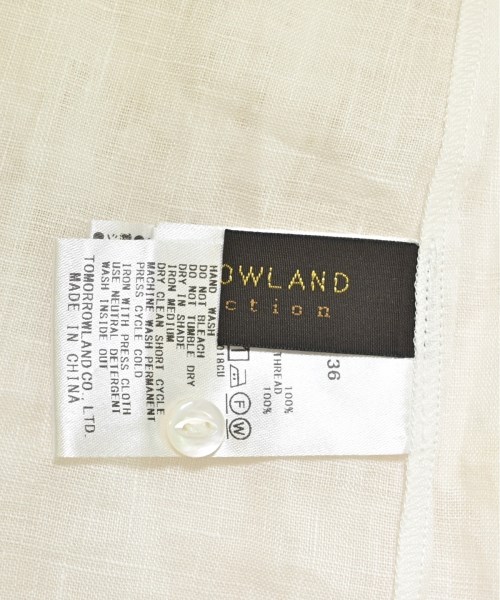 OWLAND
ction
36
100%
THREAD 100%
018CU
HAND WASH
DO NOT BLEACH
DO NOT TUMBLE DRY
DRY IN SHADE
IRON MEDIUM
DRY CLEAN SHORT CYCLE
MACHINE WASH PERMANENT
PRESS CYCLE COLD
IRON WITH PRESS CLOTH
USE NEUTRAL DETERGENT
WASH INSIDE OUT
TOMORROWLAND CO., LTD.
MADE IN CHINA
F
W